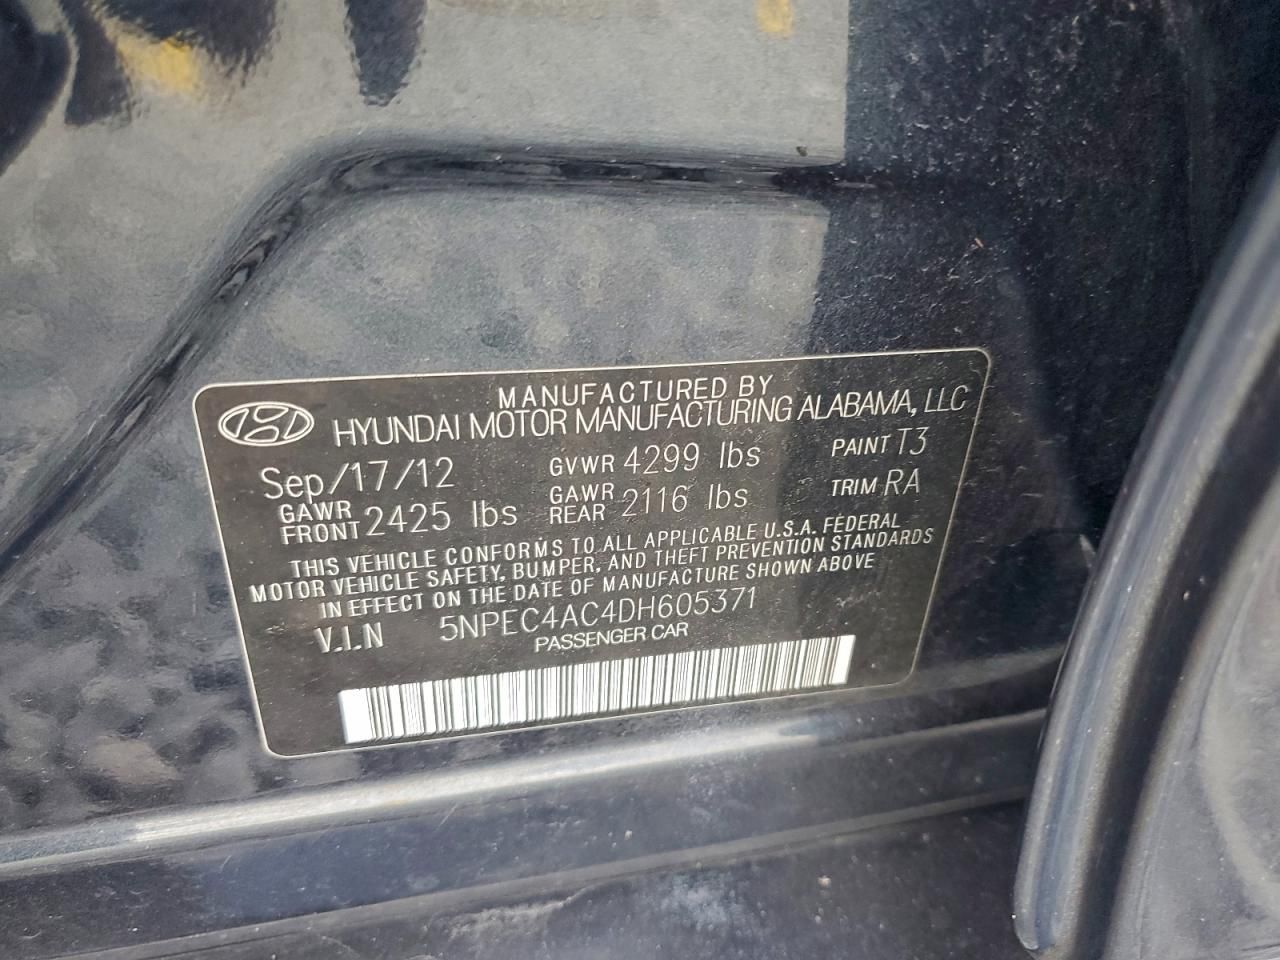 MANUFACTURED BY
HYUNDAI MOTOR MANUFACTURING ALABAMA, LLC
Sep/17/12 GVWR 4299 lbs PAINT T3
GAWR FRONT 2425 lbs GAWR REAR 2116 lbs TRIM RA
THIS VEHICLE CONFORMS TO ALL APPLICABLE U.S.A. FEDERAL
MOTOR VEHICLE SAFETY, BUMPER, AND THEFT PREVENTION STANDARDS
IN EFFECT ON THE DATE OF MANUFACTURE SHOWN ABOVE
V.I.N 5NPEC4AC4DH605371
PASSENGER CAR